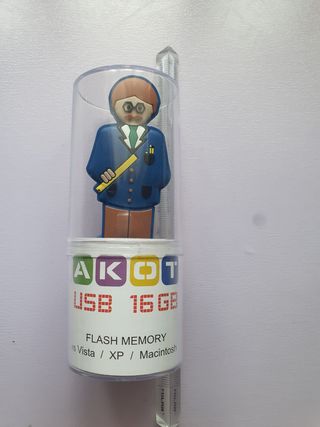 AKOT
USB 16GB
FLASH MEMORY
Vista / XP / Macintosh